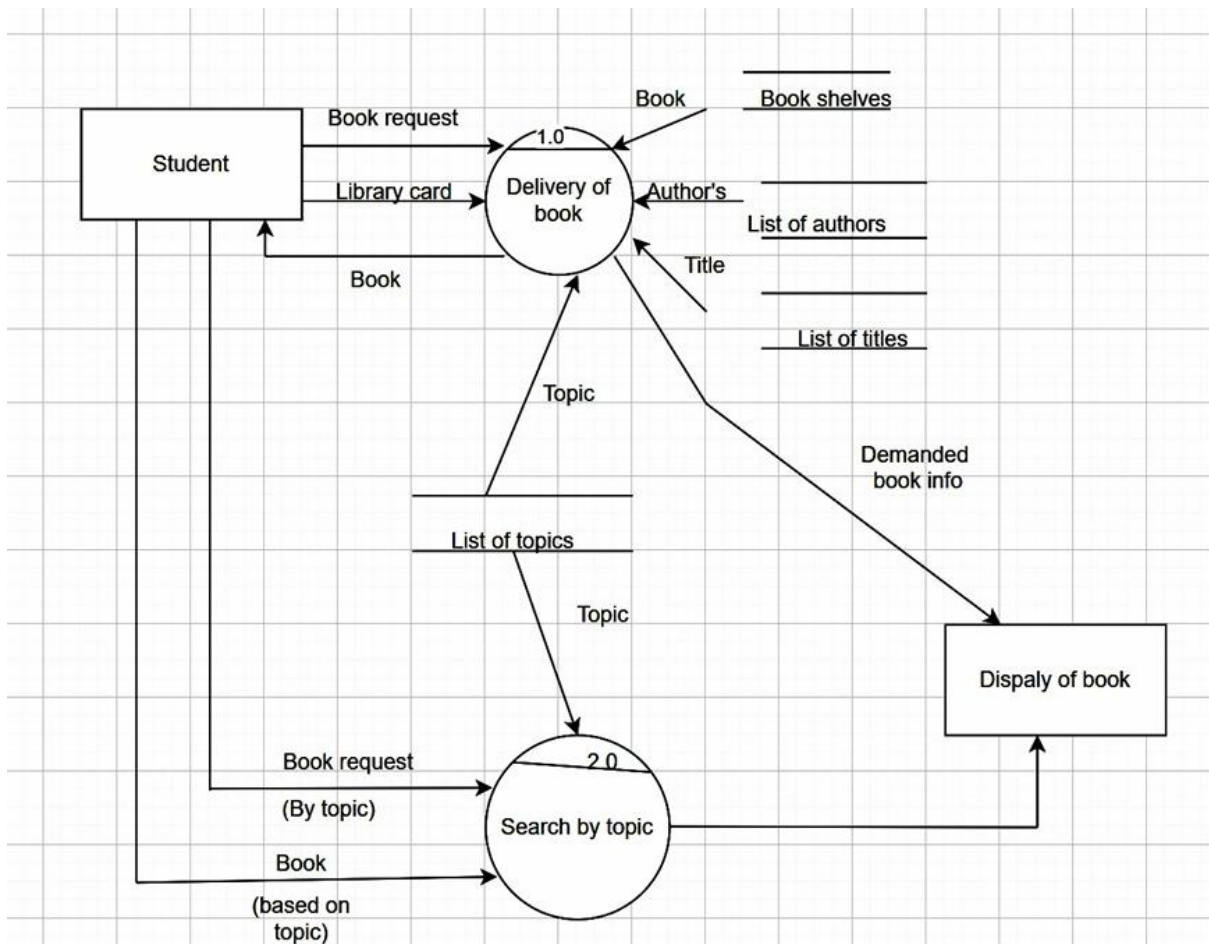 Book request
Library card
Book
Student
1.0
Delivery of
book
Book
Book shelves
Author's
List of authors
Title
List of titles
Topic
List of topics
Topic
Demanded
book info
Dispaly of book
Book request
(By topic)
2.0
Search by topic
Book
(based on
topic)